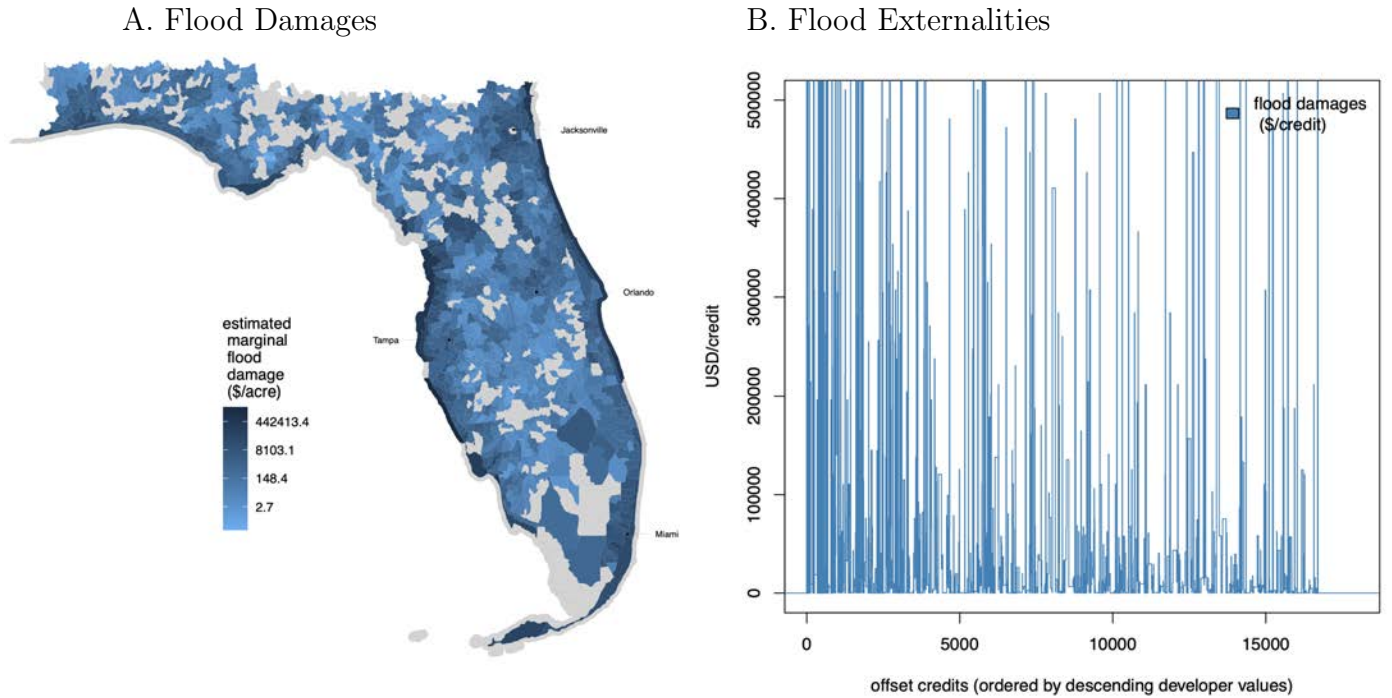 A. Flood Damages
Jacksonville
Orlando
Tampa
Miami
estimated
marginal
flood
damage
($/acre)
442413.4
8103.1
148.4
2.7
B. Flood Externalities
flood damages
($/credit)
USD/credit
500000
400000
300000
200000
100000
0
0 5000 10000 15000
offset credits (ordered by descending developer values)